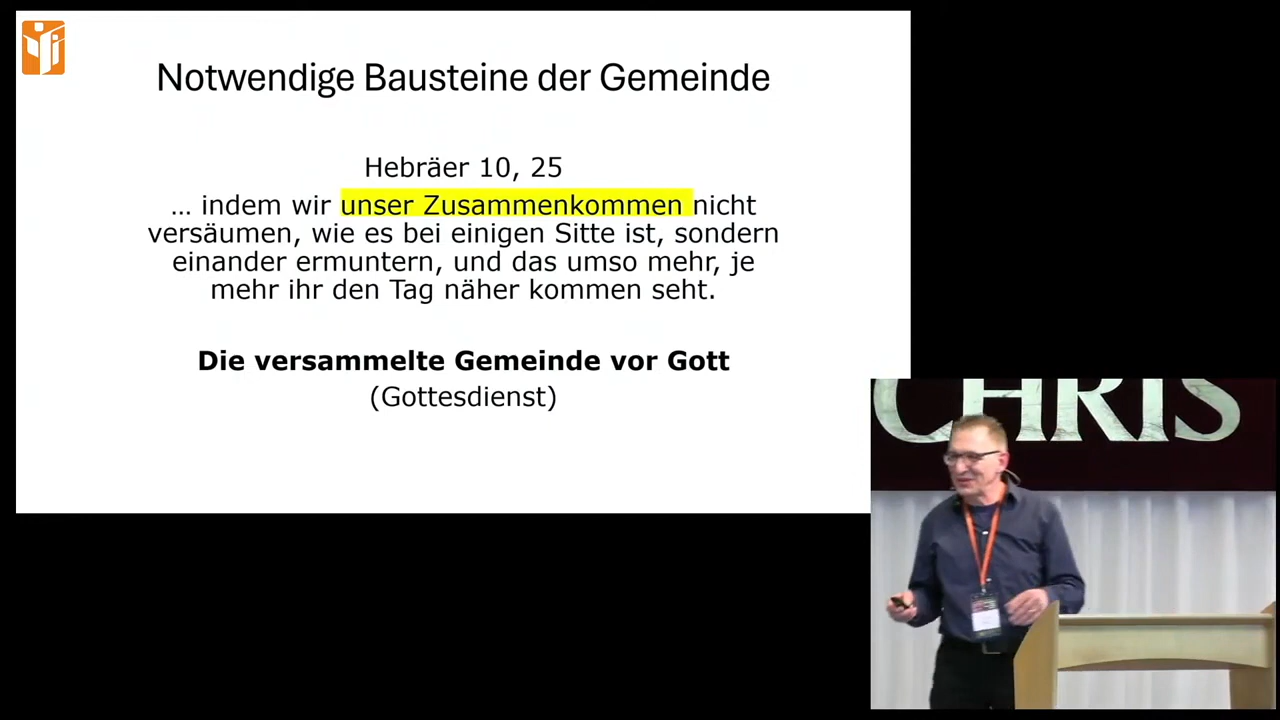 Notwendige Bausteine der Gemeinde
Hebräer 10, 25
… indem wir unser Zusammenkommen nicht
versäumen, wie es bei einigen Sitte ist, sondern
einander ermuntern, und das umso mehr, je
mehr ihr den Tag näher kommen seht.
Die versammelte Gemeinde vor Gott
(Gottesdienst)
CHRIS